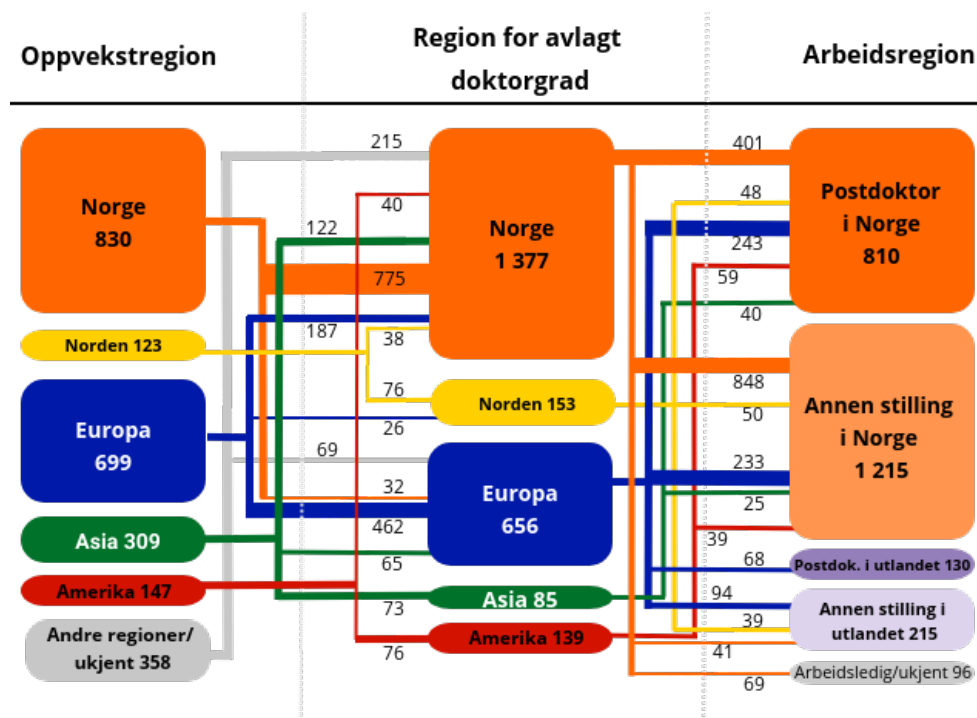 Oppvekstregion
Region for avlagt
doktorgrad
Arbeidsregion
Norge
830
Norden 123
Europa
699
Asia 309
Amerika 147
Andre regioner/
ukjent 358
215
40
122
775
187
38
76
26
69
32
462
65
73
76
Norge
1 377
Norden 153
Europa
656
Asia 85
Amerika 139
401
48
243
59
40
848
50
233
25
39
68
94
39
41
69
Postdoktor
i Norge
810
Annen stilling
i Norge
1 215
Postdok. i utlandet 130
Annen stilling i
utlandet 215
Arbeidsledig/ukjent 96